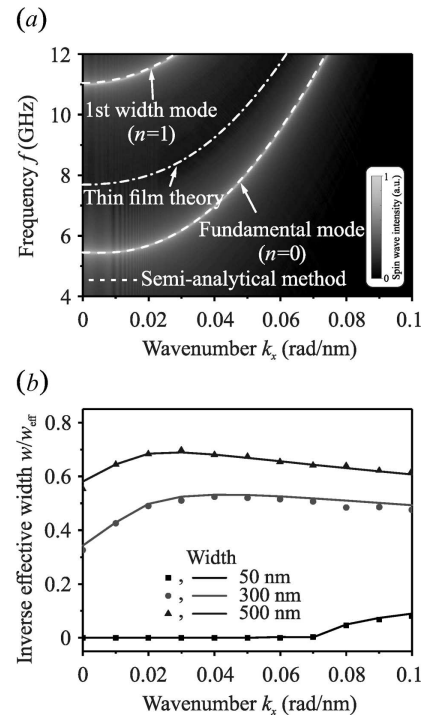 (a)
12
10
8
6
4
Frequency f (GHz)
1st width mode
(n=1)
Thin film theory
Fundamental mode
(n=0)
Semi-analytical method
1
0
Spin wave intensity (a.u.)
0 0.02 0.04 0.06 0.08 0.1
Wavenumber kₓ (rad/nm)
(b)
0.8
0.6
0.4
0.2
0
Inverse effective width w/w_eff
Width
, 50 nm
, 300 nm
, 500 nm
0 0.02 0.04 0.06 0.08 0.1
Wavenumber kₓ (rad/nm)